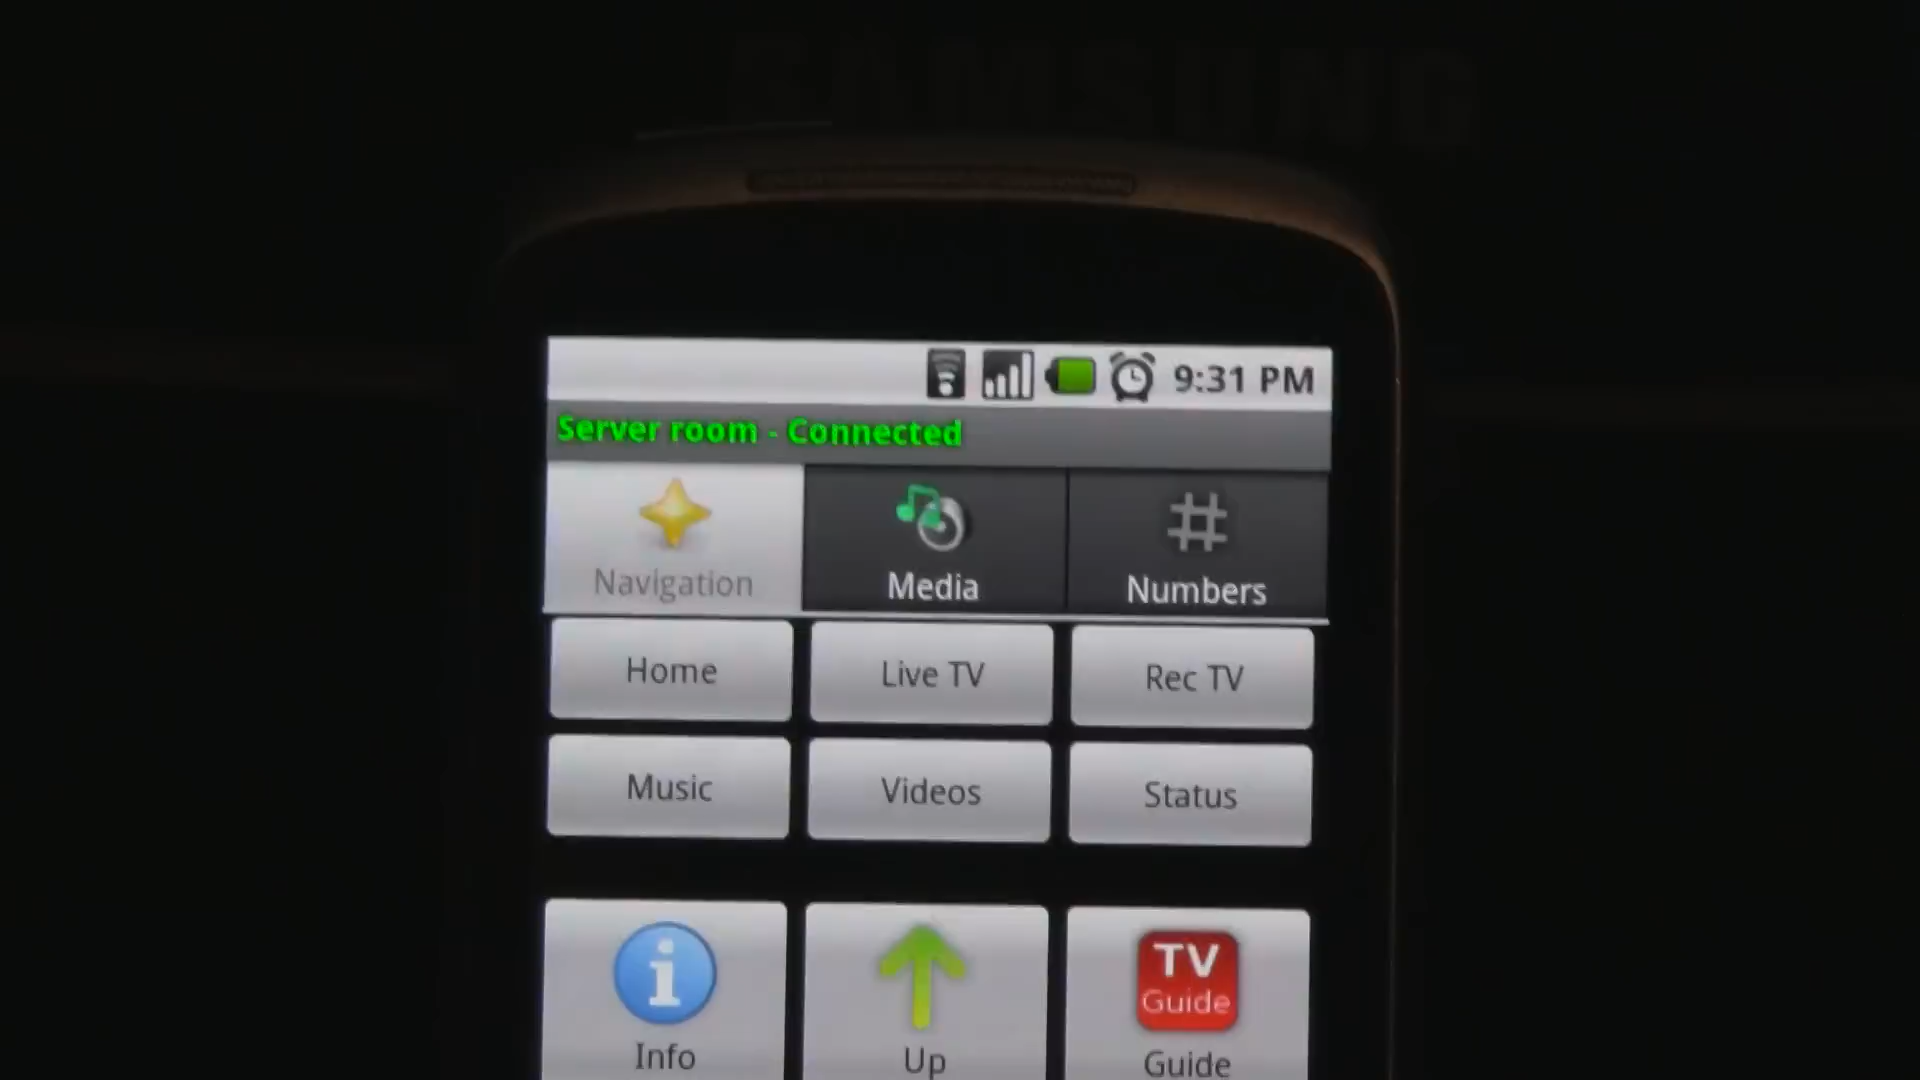 SAMSUNG
9:31 PM
Server room - Connected
Navigation
Media
Numbers
Home
Live TV
Rec TV
Music
Videos
Status
TV
Guide
Info
Up
Guide